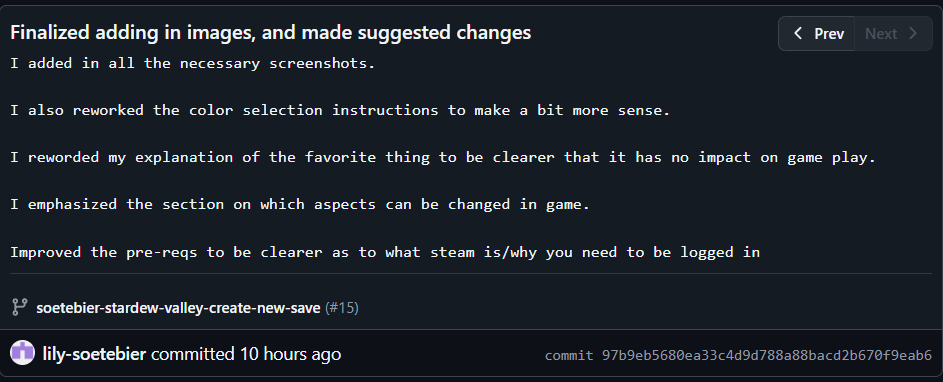 Finalized adding in images, and made suggested changes
Prev
Next
I added in all the necessary screenshots.
I also reworked the color selection instructions to make a bit more sense.
I reworded my explanation of the favorite thing to be clearer that it has no impact on game play.
I emphasized the section on which aspects can be changed in game.
Improved the pre-reqs to be clearer as to what steam is/why you need to be logged in
soetebier-stardew-valley-create-new-save (#15)
lily-soetebier committed 10 hours ago
commit 97b9eb5680ea33c4d9d788a88bacd2b670f9eab6